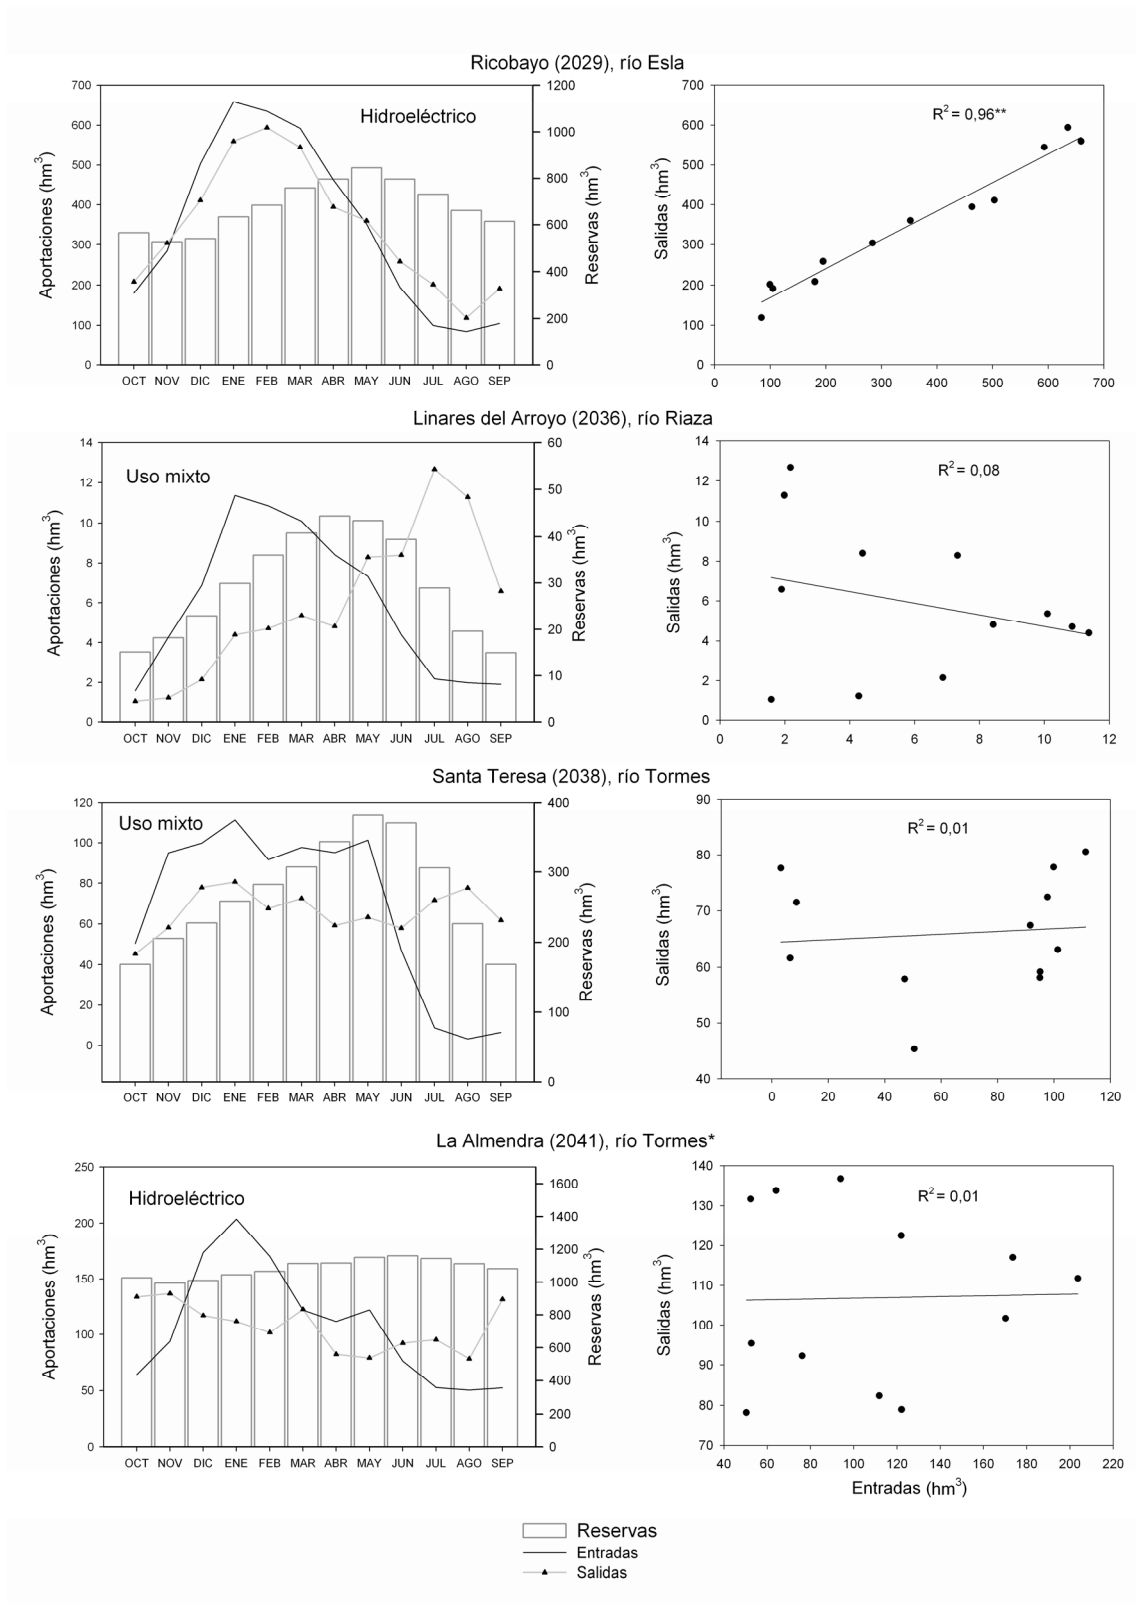 Ricobayo (2029), río Esla
Hidroeléctrico
Aportaciones (hm³)
700
600
500
400
300
200
100
0
Reservas (hm³)
1200
1000
800
600
400
200
0
OCT NOV DIC ENE FEB MAR ABR MAY JUN JUL AGO SEP
R² = 0,96**
Salidas (hm³)
700
600
500
400
300
200
100
0
0 100 200 300 400 500 600 700
Linares del Arroyo (2036), río Riaza
Uso mixto
Aportaciones (hm³)
14
12
10
8
6
4
2
0
Reservas (hm³)
60
50
40
30
20
10
0
OCT NOV DIC ENE FEB MAR ABR MAY JUN JUL AGO SEP
R² = 0,08
Salidas (hm³)
14
12
10
8
6
4
2
0
0 2 4 6 8 10 12
Santa Teresa (2038), río Tormes
Uso mixto
Aportaciones (hm³)
120
100
80
60
40
20
0
Reservas (hm³)
400
300
200
100
0
OCT NOV DIC ENE FEB MAR ABR MAY JUN JUL AGO SEP
R² = 0,01
Salidas (hm³)
90
80
70
60
50
40
0 20 40 60 80 100 120
La Almendra (2041), río Tormes*
Hidroeléctrico
Aportaciones (hm³)
250
200
150
100
50
0
Reservas (hm³)
1600
1400
1200
1000
800
600
400
200
0
OCT NOV DIC ENE FEB MAR ABR MAY JUN JUL AGO SEP
R² = 0,01
Salidas (hm³)
140
130
120
110
100
90
80
70
40 60 80 100 120 140 160 180 200 220
Entradas (hm³)
Reservas
Entradas
Salidas